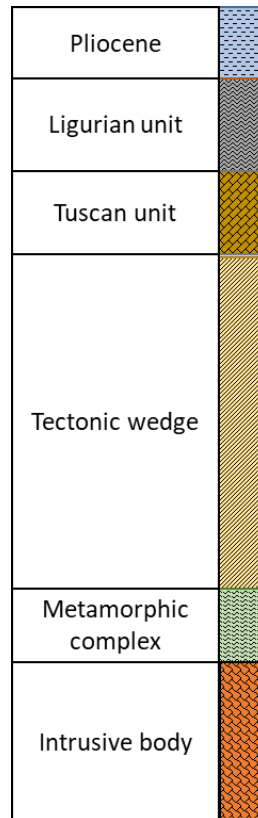 Pliocene
Ligurian unit
Tuscan unit
Tectonic wedge
Metamorphic
complex
Intrusive body